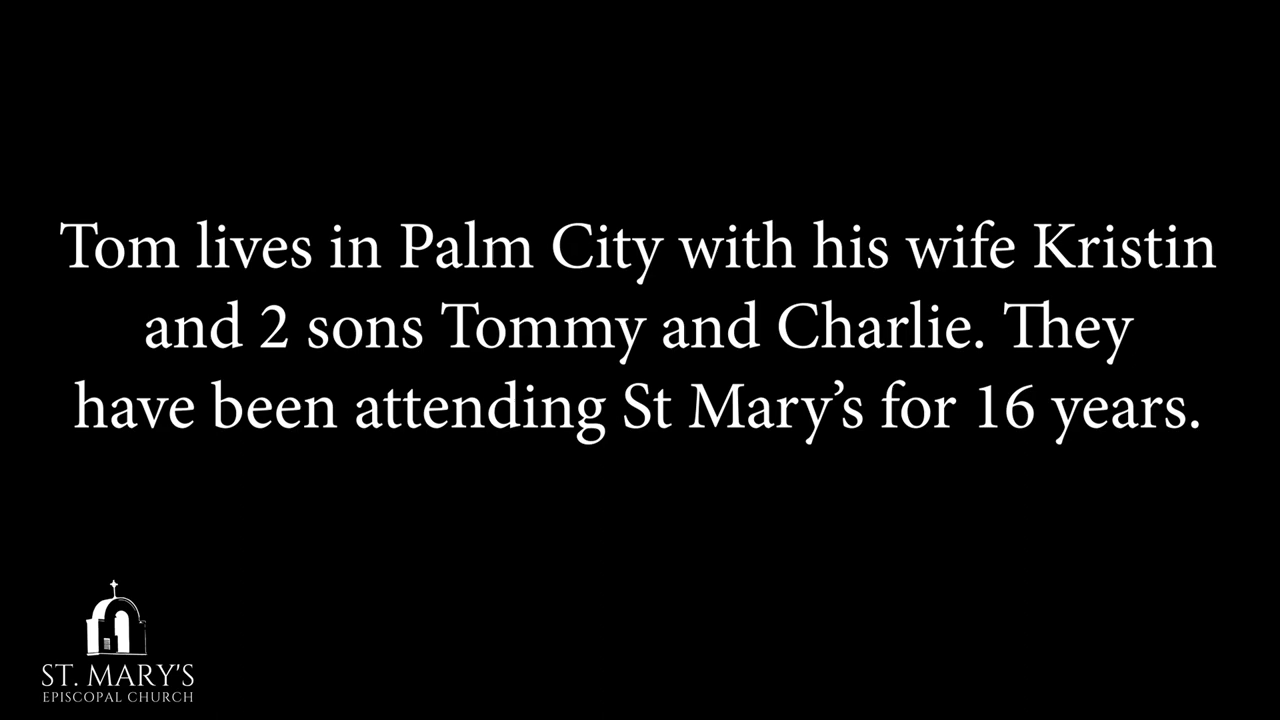 Tom lives in Palm City with his wife Kristin
and 2 sons Tommy and Charlie. They
have been attending St Mary’s for 16 years.
ST. MARY'S
EPISCOPAL CHURCH